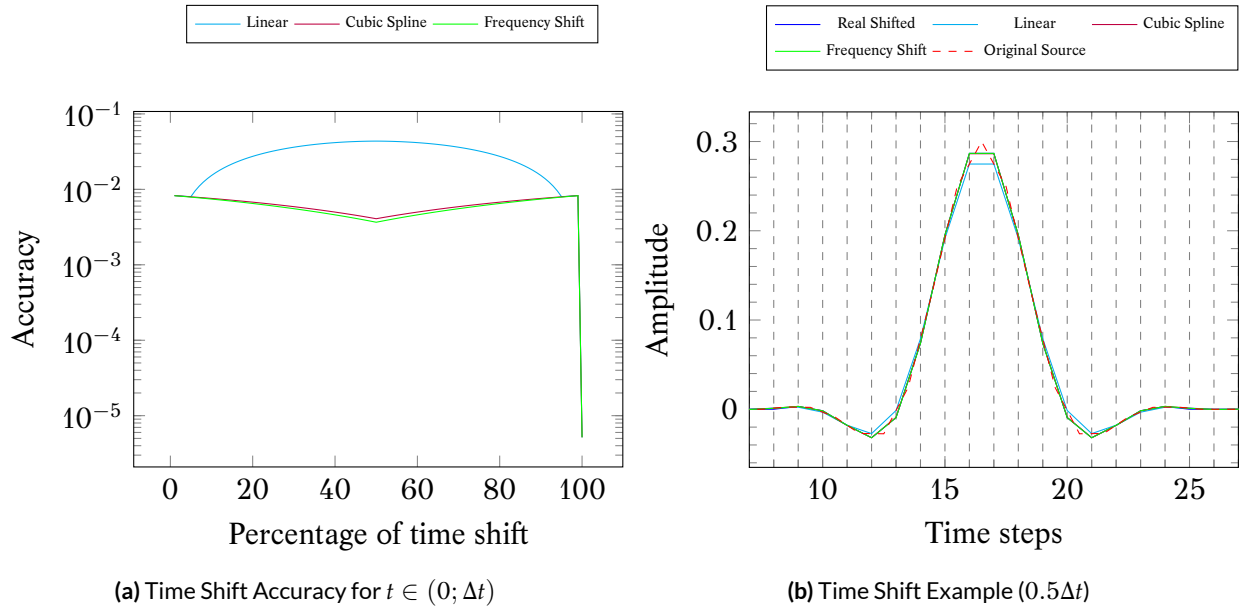 Linear Cubic Spline Frequency Shift
10⁻¹
10⁻²
10⁻³
10⁻⁴
10⁻⁵
Accuracy
0 20 40 60 80 100
Percentage of time shift
(a) Time Shift Accuracy for t ∈ (0; Δt)
Real Shifted Linear Cubic Spline
Frequency Shift Original Source
0.3
0.2
0.1
0
Amplitude
10 15 20 25
Time steps
(b) Time Shift Example (0.5Δt)